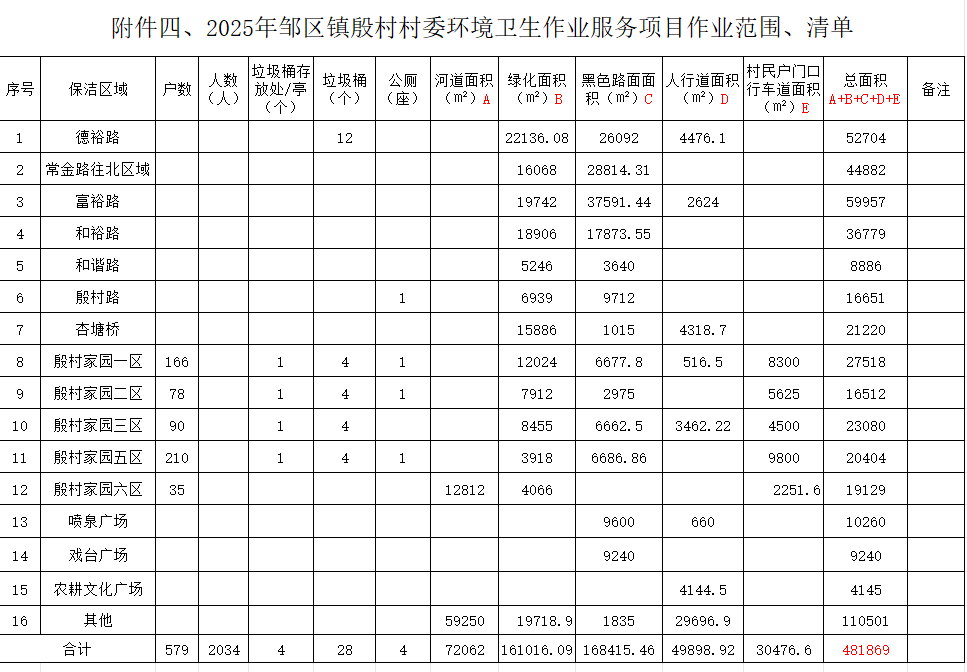 附件四、2025年邹区镇殷村村委环境卫生作业服务项目作业范围、清单
序号 保洁区域 户数 人数（人） 垃圾桶存放处/亭（个） 垃圾桶（个） 公厕（座） 河道面积（㎡）A 绿化面积（㎡）B 黑色路面面积（㎡）C 人行道面积（㎡）D 村民户门口行车道面积（㎡）E 总面积A+B+C+D+E 备注
1 德裕路 12 22136.08 26092 4476.1 52704
2 常金路往北区域 16068 28814.31 44882
3 富裕路 19742 37591.44 2624 59957
4 和裕路 18906 17873.55 36779
5 和谐路 5246 3640 8886
6 殷村路 1 6939 9712 16651
7 杏塘桥 15886 1015 4318.7 21220
8 殷村家园一区 166 1 4 1 12024 6677.8 516.5 8300 27518
9 殷村家园二区 78 1 4 1 7912 2975 5625 16512
10 殷村家园三区 90 1 4 8455 6662.5 3462.22 4500 23080
11 殷村家园五区 210 1 4 1 3918 6686.86 9800 20404
12 殷村家园六区 35 12812 4066 2251.6 19129
13 喷泉广场 9600 660 10260
14 戏台广场 9240 9240
15 农耕文化广场 4144.5 4145
16 其他 59250 19718.9 1835 29696.9 110501
合计 579 2034 4 28 4 72062 161016.09 168415.46 49898.92 30476.6 481869